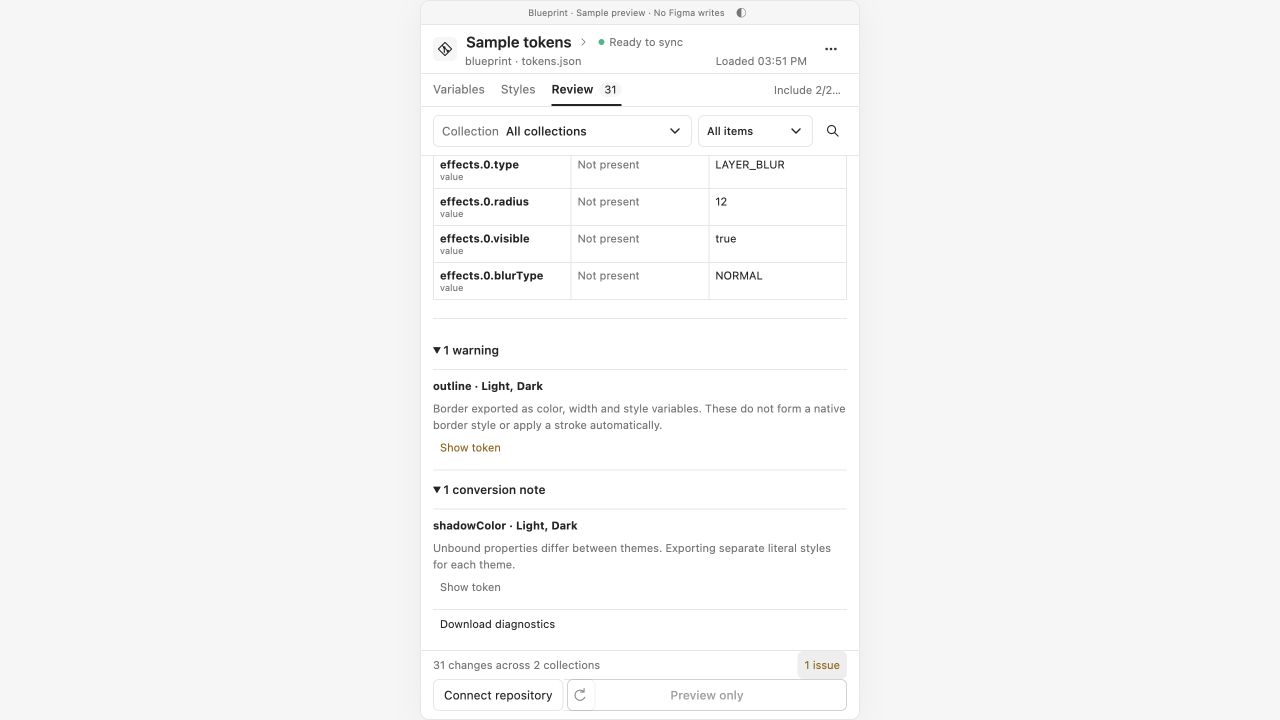 Blueprint · Sample preview · No Figma writes
Sample tokens
Ready to sync
blueprint · tokens.json
Loaded 03:51 PM
Variables
Styles
Review 31
Include 2/2...
Collection All collections
All items
effects.0.type
value
Not present
LAYER_BLUR
effects.0.radius
value
Not present
12
effects.0.visible
value
Not present
true
effects.0.blurType
value
Not present
NORMAL
1 warning
outline · Light, Dark
Border exported as color, width and style variables. These do not form a native
border style or apply a stroke automatically.
Show token
1 conversion note
shadowColor · Light, Dark
Unbound properties differ between themes. Exporting separate literal styles
for each theme.
Show token
Download diagnostics
31 changes across 2 collections
1 issue
Connect repository
Preview only